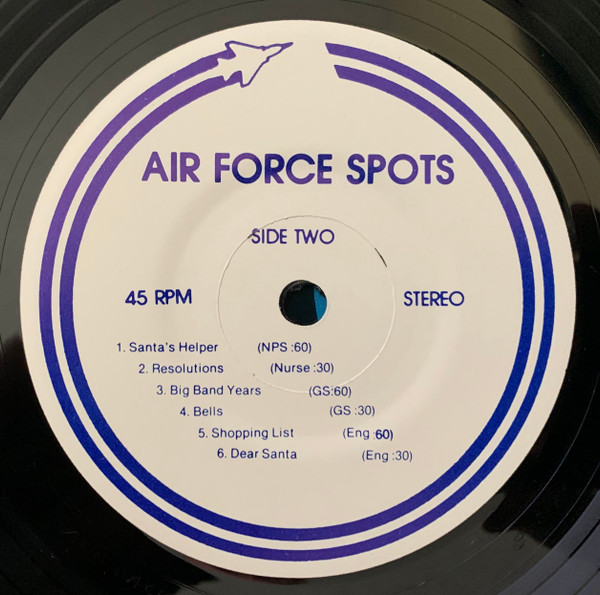 AIR FORCE SPOTS
SIDE TWO
45 RPM STEREO
1. Santa's Helper (NPS :60)
2. Resolutions (Nurse :30)
3. Big Band Years (GS:60)
4. Bells (GS :30)
5. Shopping List (Eng :60)
6. Dear Santa (Eng :30)